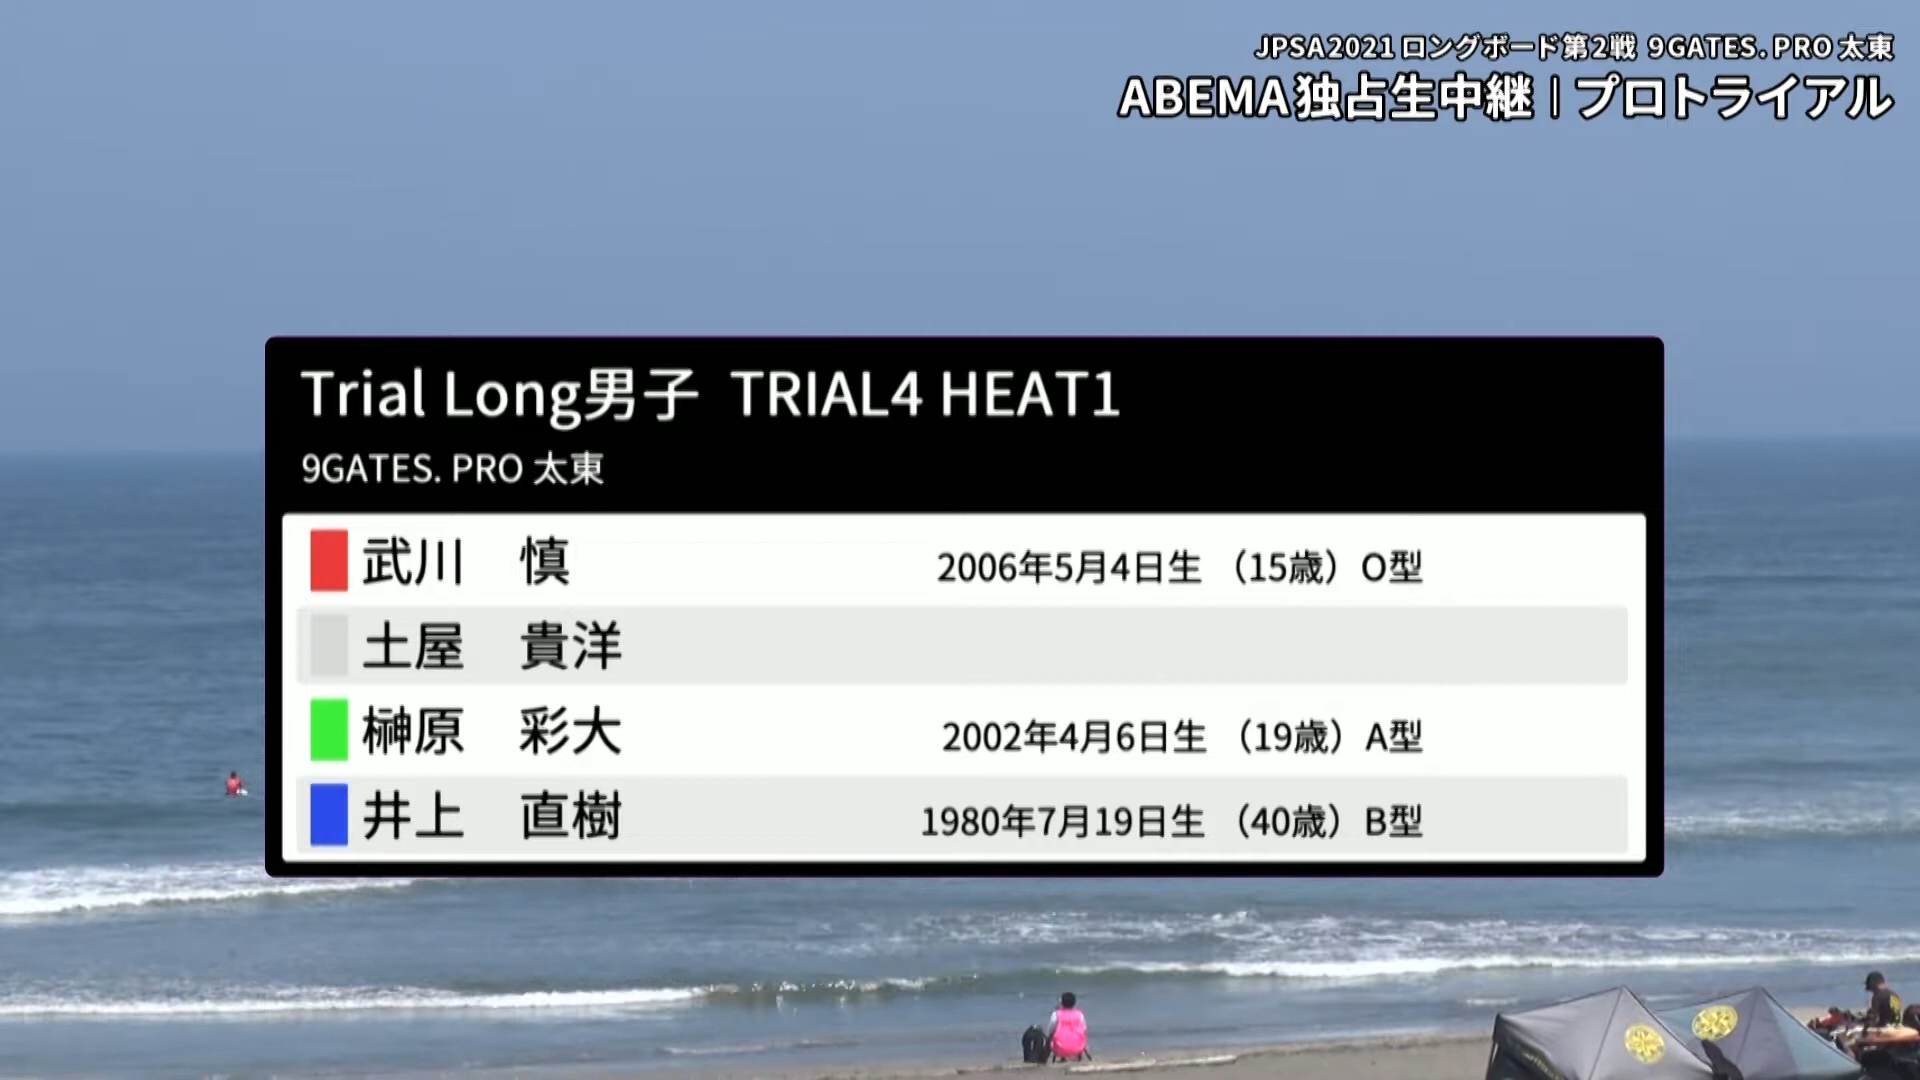 JPSA2021 ロングボード第2戦 9GATES. PRO 太東
ABEMA独占生中継 | プロトライアル
Trial Long男子 TRIAL4 HEAT1
9GATES. PRO 太東
武川 慎 2006年5月4日生 （15歳）O型
土屋 貴洋
榊原 彩大 2002年4月6日生 （19歳）A型
井上 直樹 1980年7月19日生 （40歳）B型